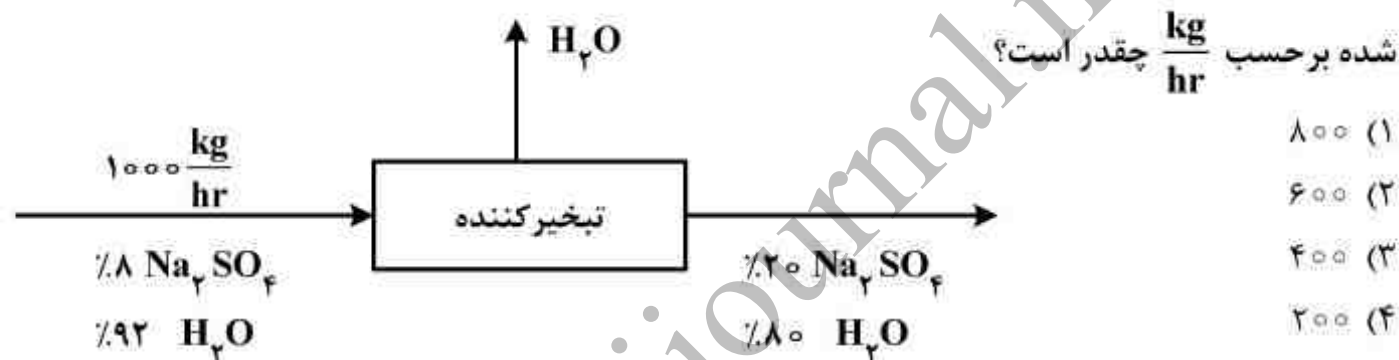 شده برحسب kg/hr چقدر است؟
۱) ۸۰۰
۲) ۶۰۰
۳) ۴۰۰
۴) ۲۰۰
H₂O
۱۰۰۰ kg/hr
تبخیرکننده
٪۸ Na₂SO₄
٪۹۲ H₂O
٪۲۰ Na₂SO₄
٪۸۰ H₂O
journal.